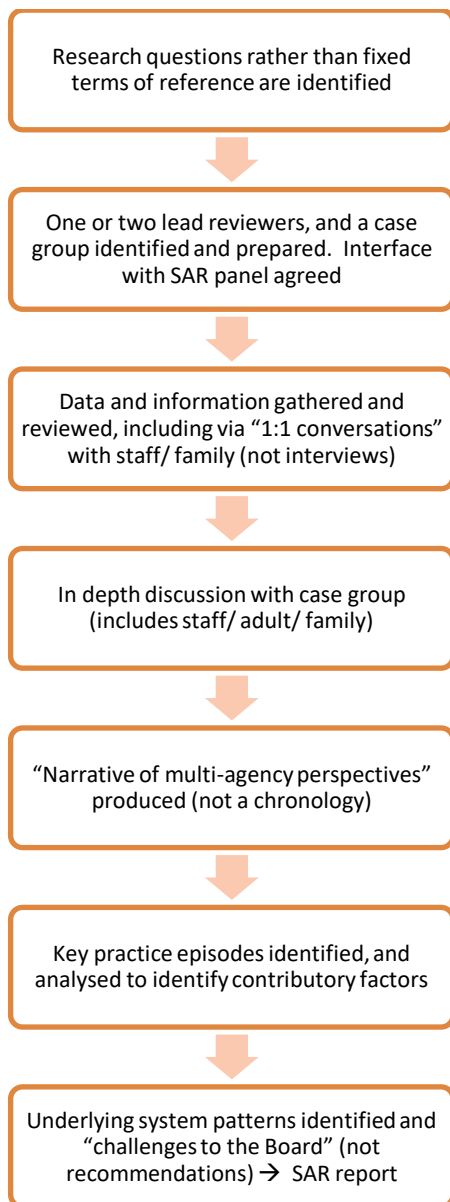 Research questions rather than fixed
terms of reference are identified
One or two lead reviewers, and a case
group identified and prepared.  Interface
with SAR panel agreed
Data and information gathered and
reviewed, including via “1:1 conversations”
with staff/ family (not interviews)
In depth discussion with case group
(includes staff/ adult/ family)
“Narrative of multi-agency perspectives”
produced (not a chronology)
Key practice episodes identified, and
analysed to identify contributory factors
Underlying system patterns identified and
“challenges to the Board” (not
recommendations) → SAR report